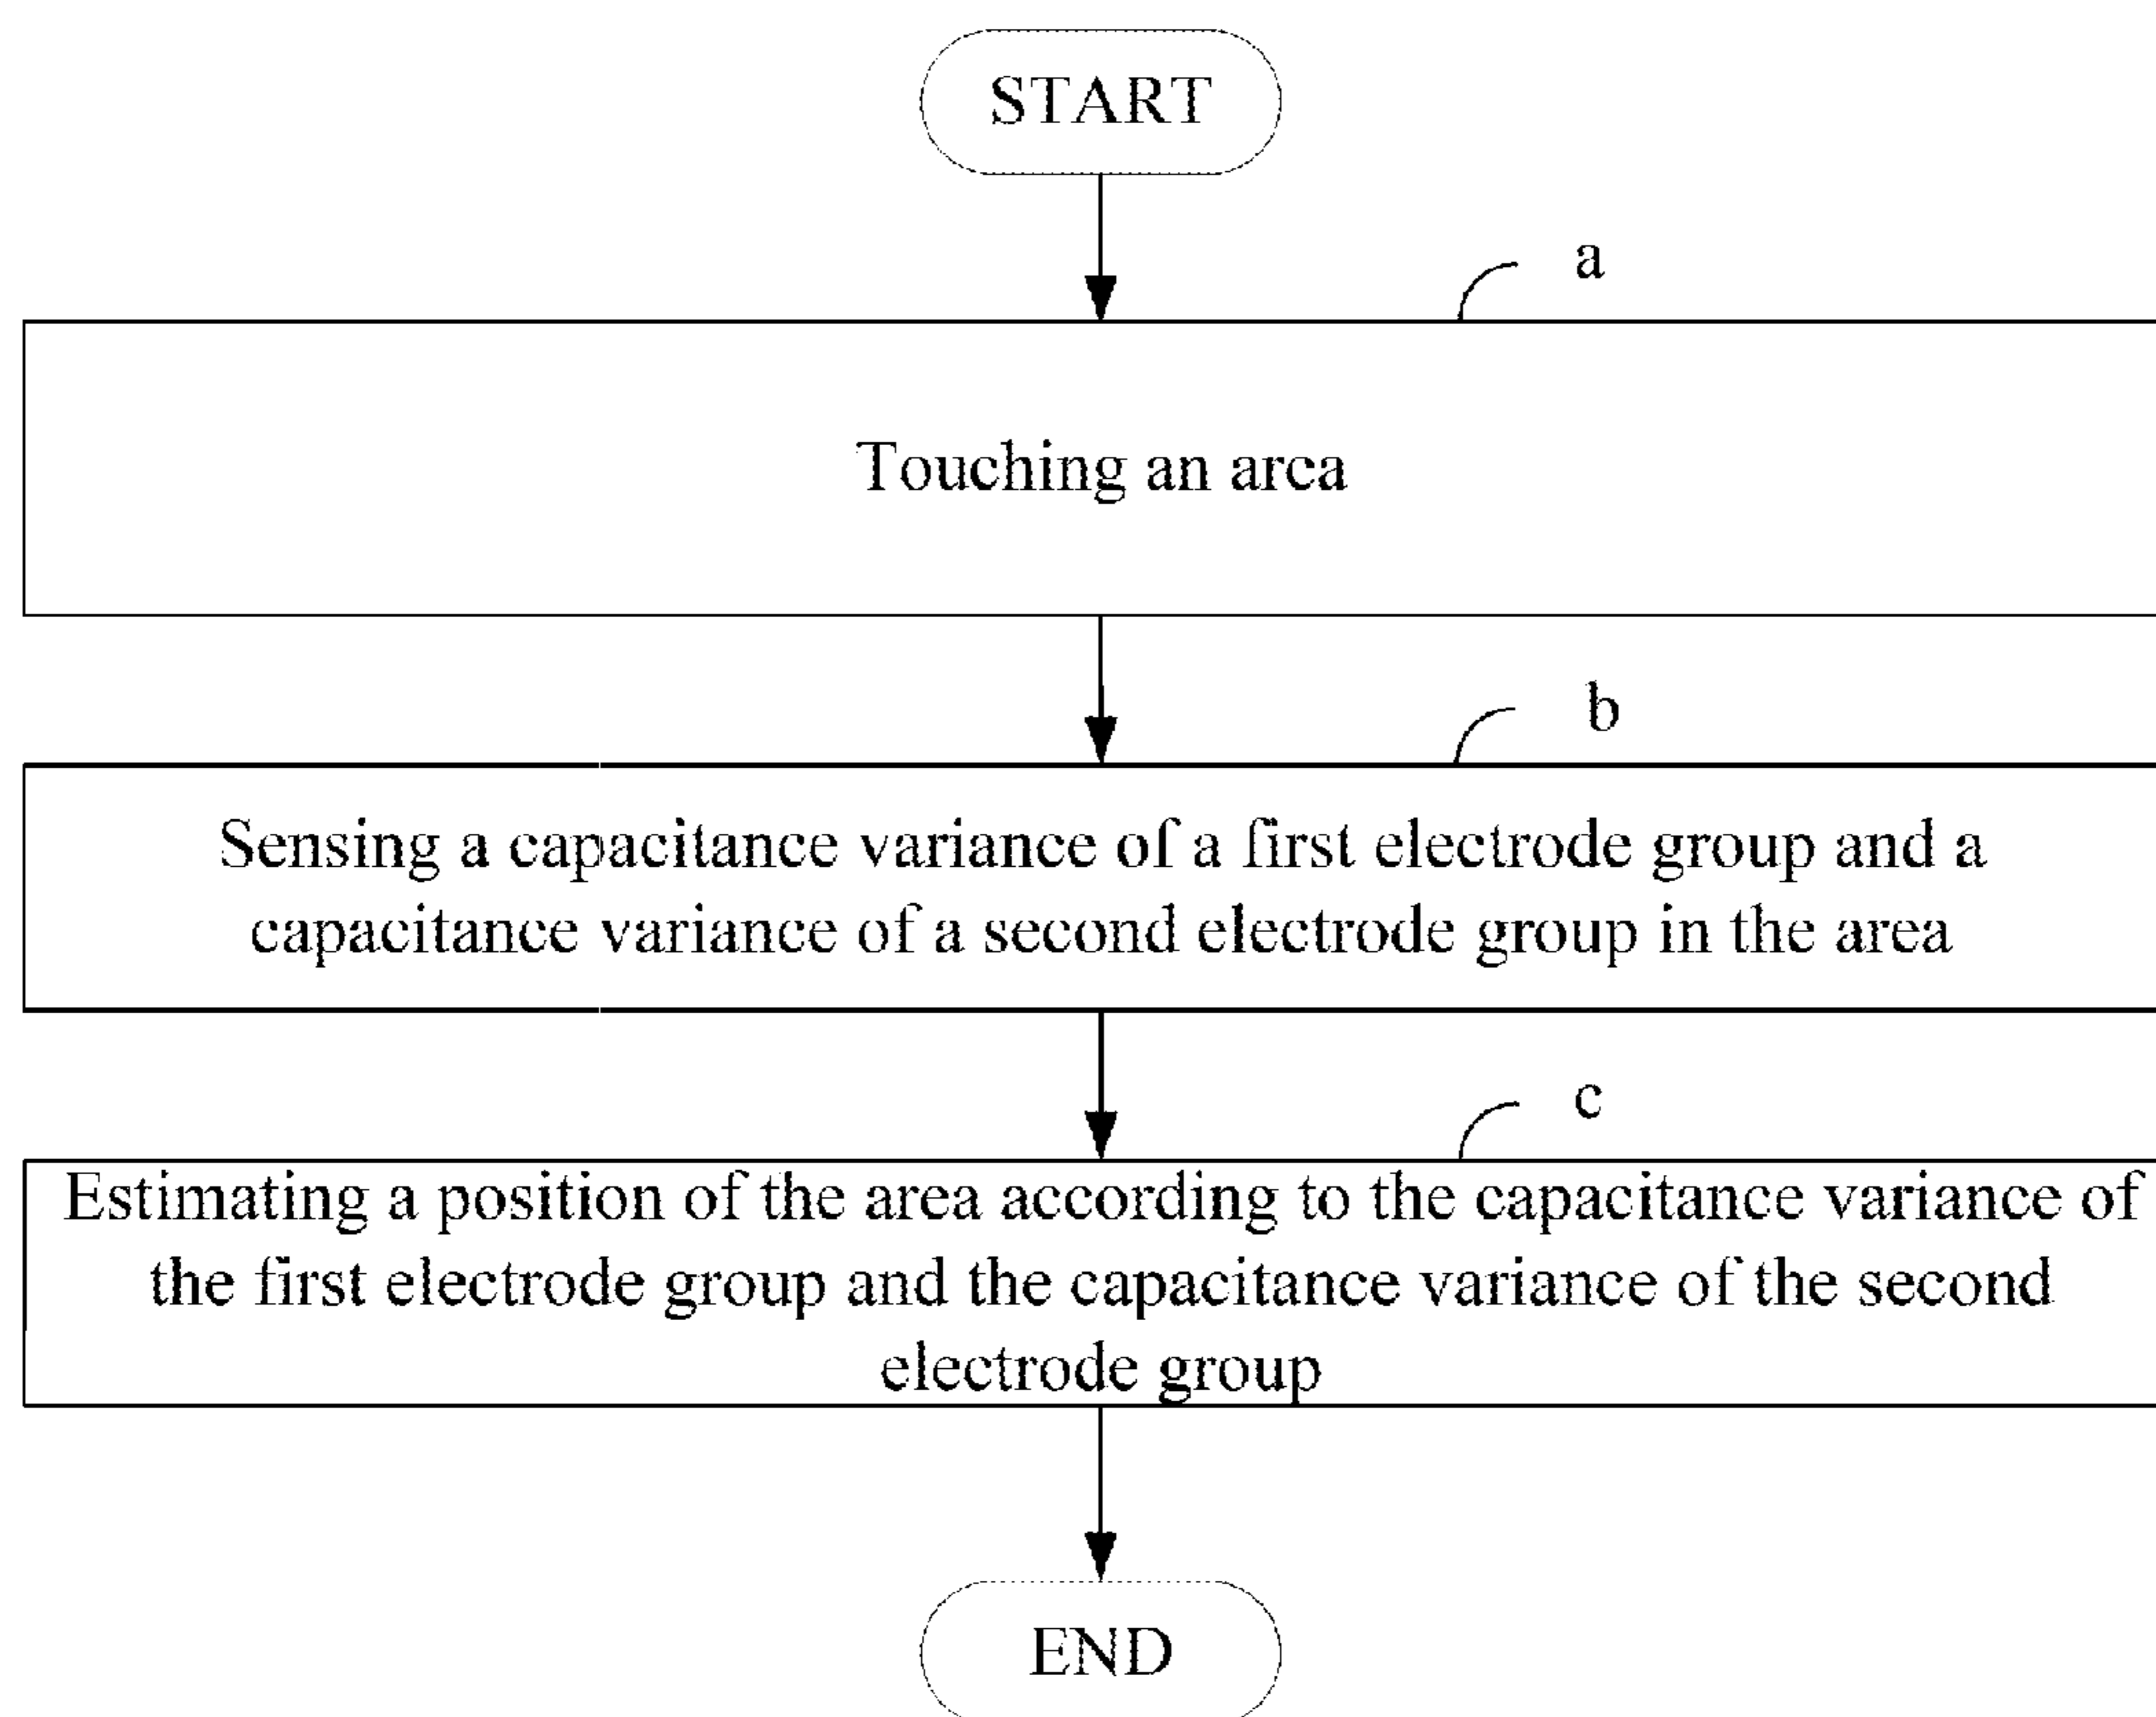 START
a
Touching an area
b
Sensing a capacitance variance of a first electrode group and a
capacitance variance of a second electrode group in the area
c
Estimating a position of the area according to the capacitance variance of
the first electrode group and the capacitance variance of the second
electrode group
END